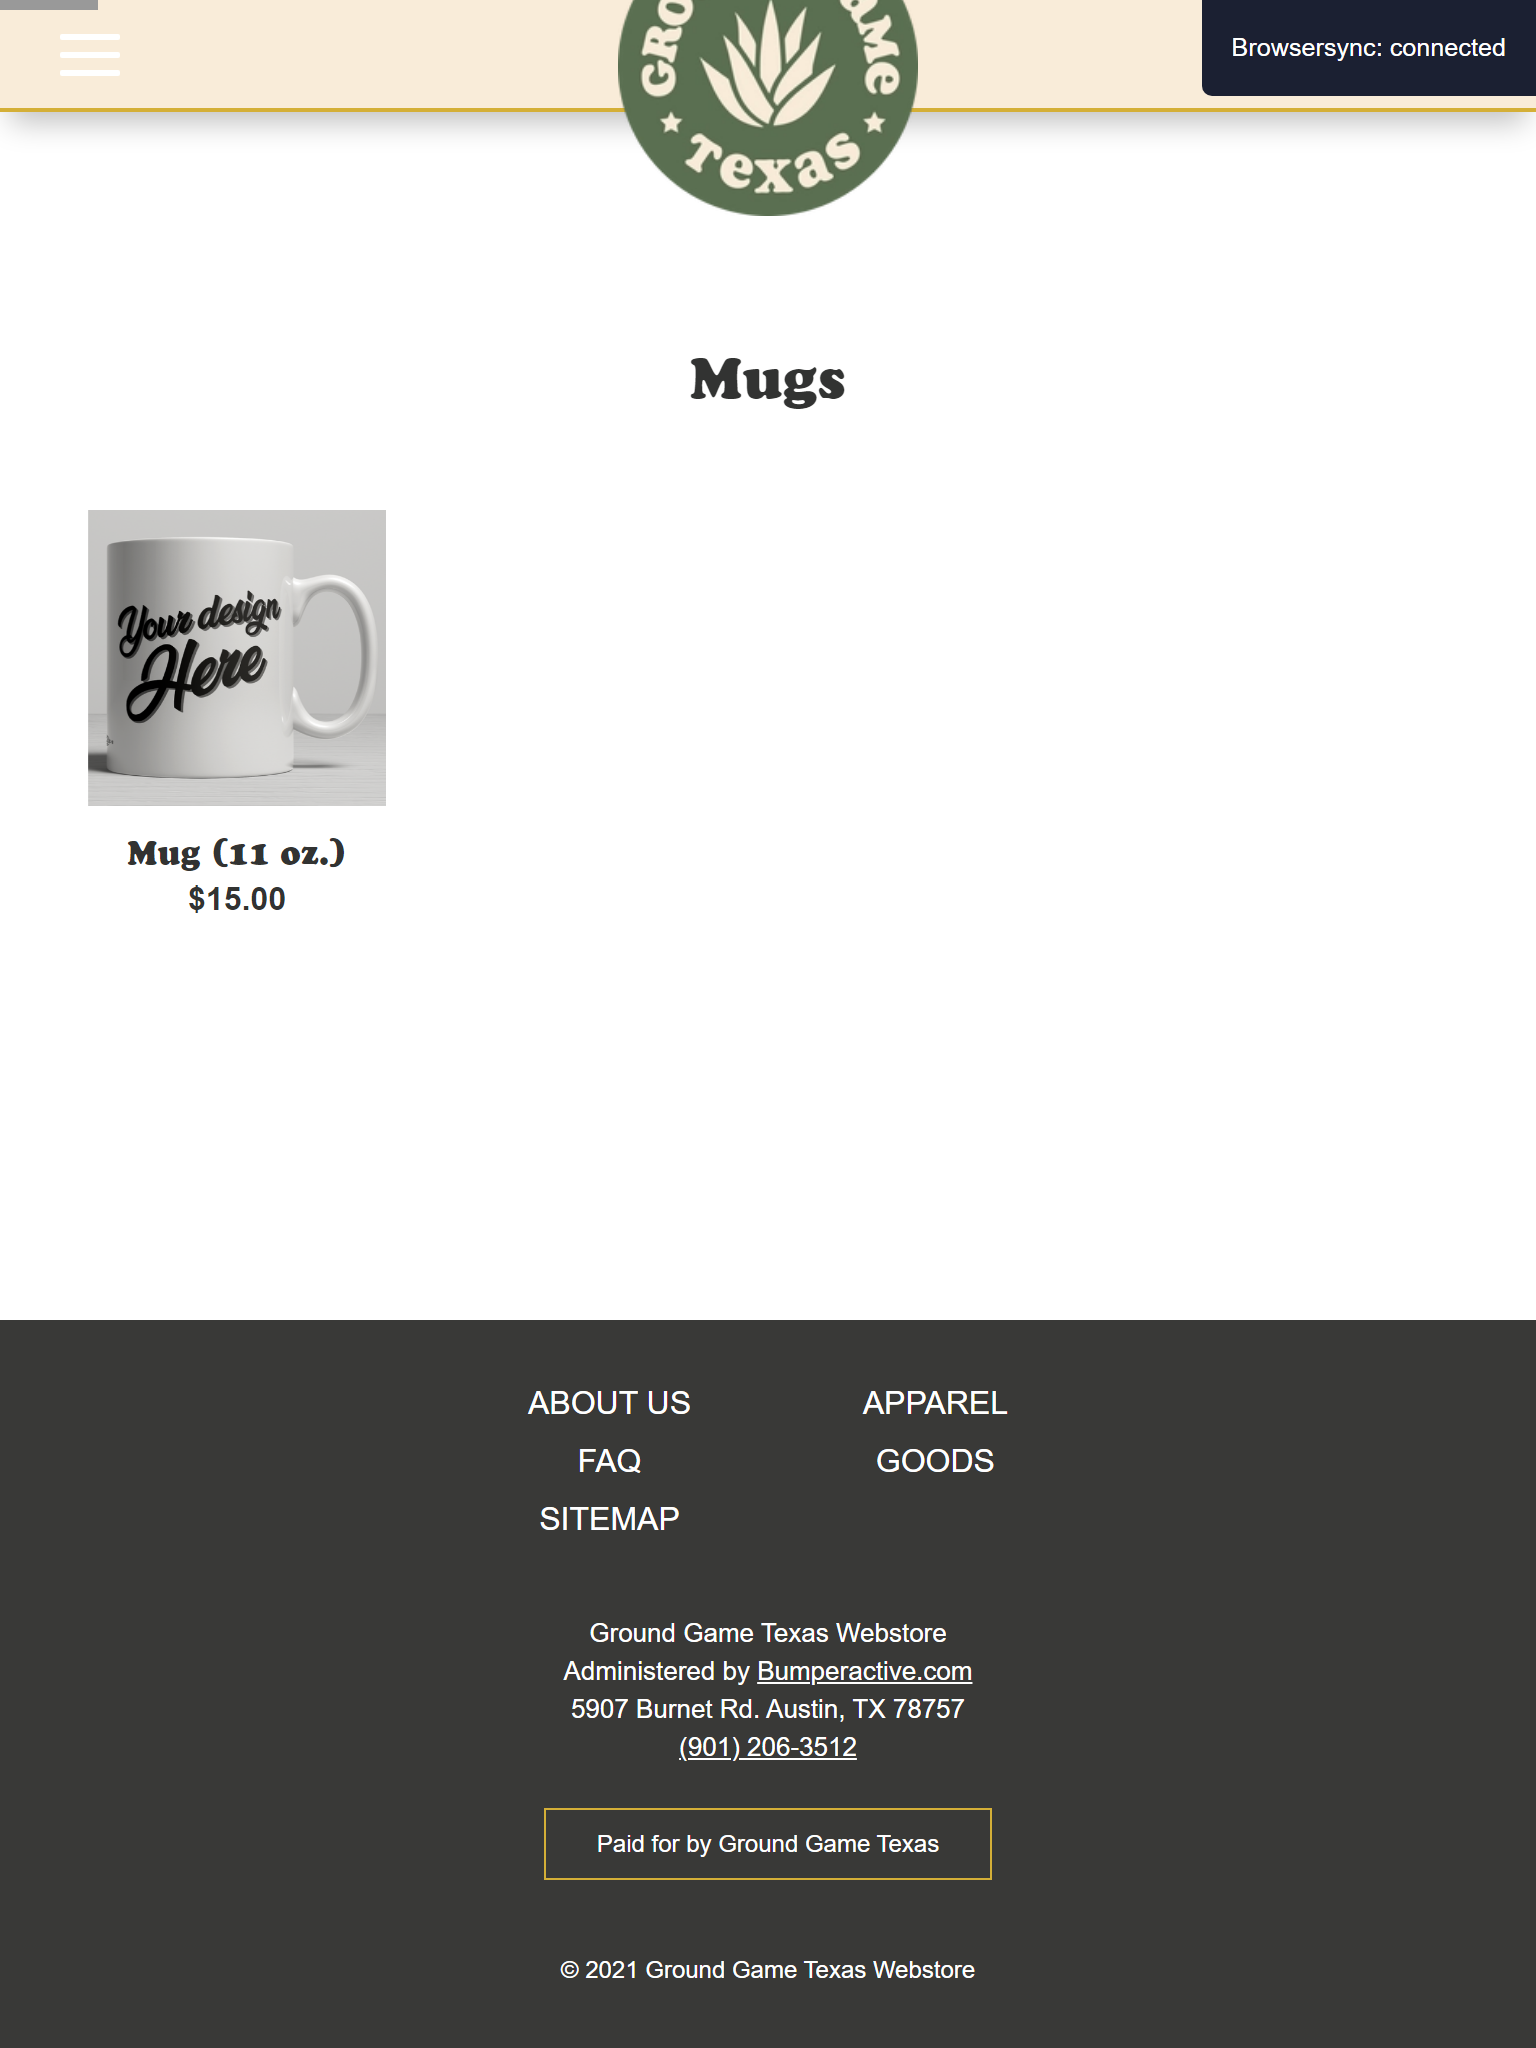 Browsersync: connected
Texas
Mugs
Your design
Here
Mug (11 oz.)
$15.00
ABOUT US
APPAREL
FAQ
GOODS
SITEMAP
Ground Game Texas Webstore
Administered by Bumperactive.com
5907 Burnet Rd. Austin, TX 78757
(901) 206-3512
Paid for by Ground Game Texas
© 2021 Ground Game Texas Webstore